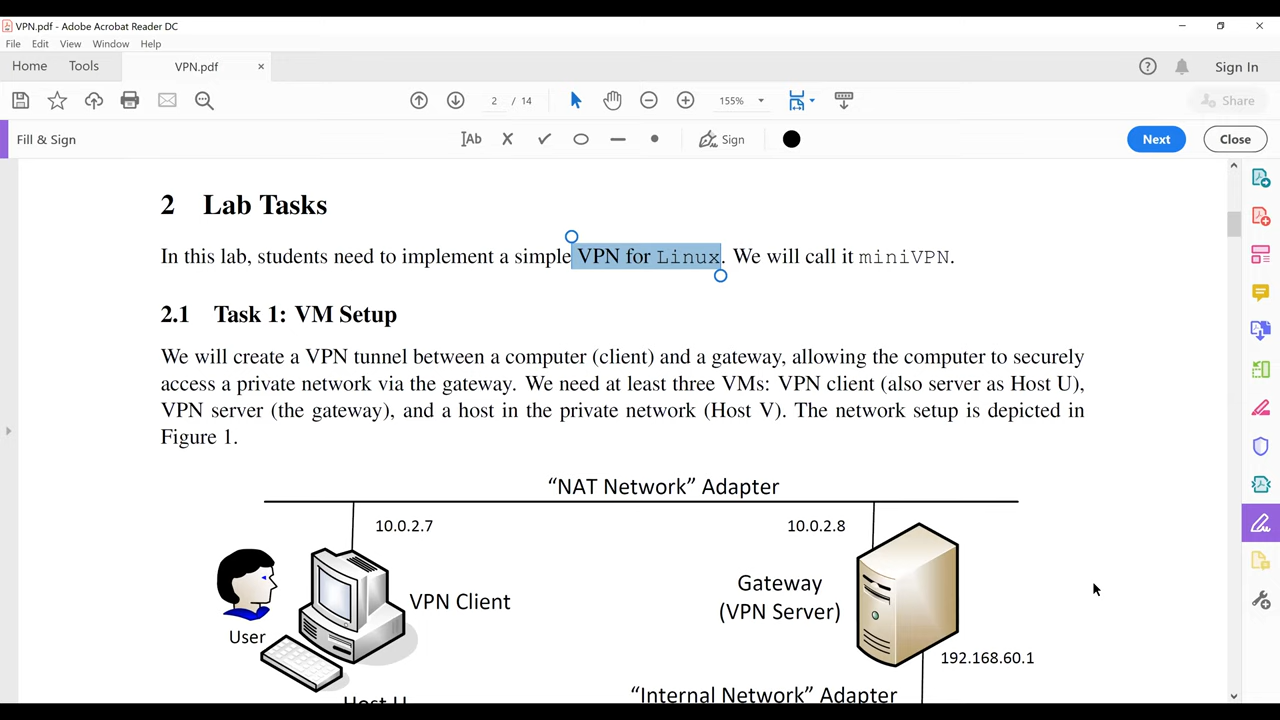 VPN.pdf - Adobe Acrobat Reader DC
File Edit View Window Help
Home Tools VPN.pdf × Sign In
2 / 14 155% Share
Fill & Sign Ab Sign Next Close
2 Lab Tasks
In this lab, students need to implement a simple VPN for Linux. We will call it miniVPN.
2.1 Task 1: VM Setup
We will create a VPN tunnel between a computer (client) and a gateway, allowing the computer to securely
access a private network via the gateway. We need at least three VMs: VPN client (also server as Host U),
VPN server (the gateway), and a host in the private network (Host V). The network setup is depicted in
Figure 1.
“NAT Network” Adapter
10.0.2.7 10.0.2.8
Gateway
VPN Client
(VPN Server)
User
192.168.60.1
“Internal Network” Adapter
Host U